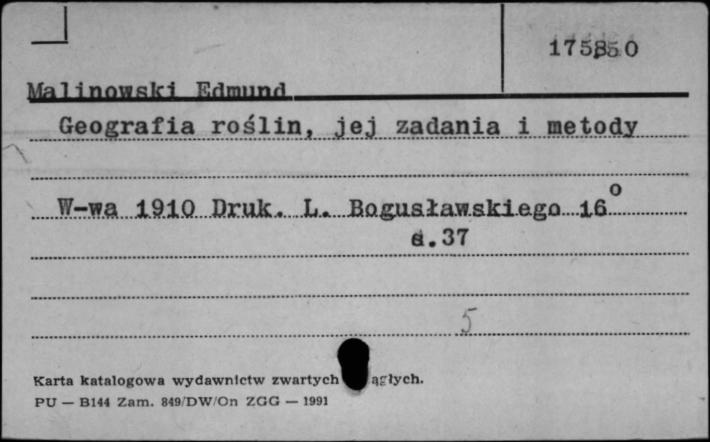 175850
Malinowski Edmund
Geografia roślin, jej zadania i metody
W-wa 1910 Druk. L. Bogusławskiego 16°
s.37
5
Karta katalogowa wydawnictw zwartych ągłych.
PU — B144 Zam. 849/DW/On ZGG — 1991